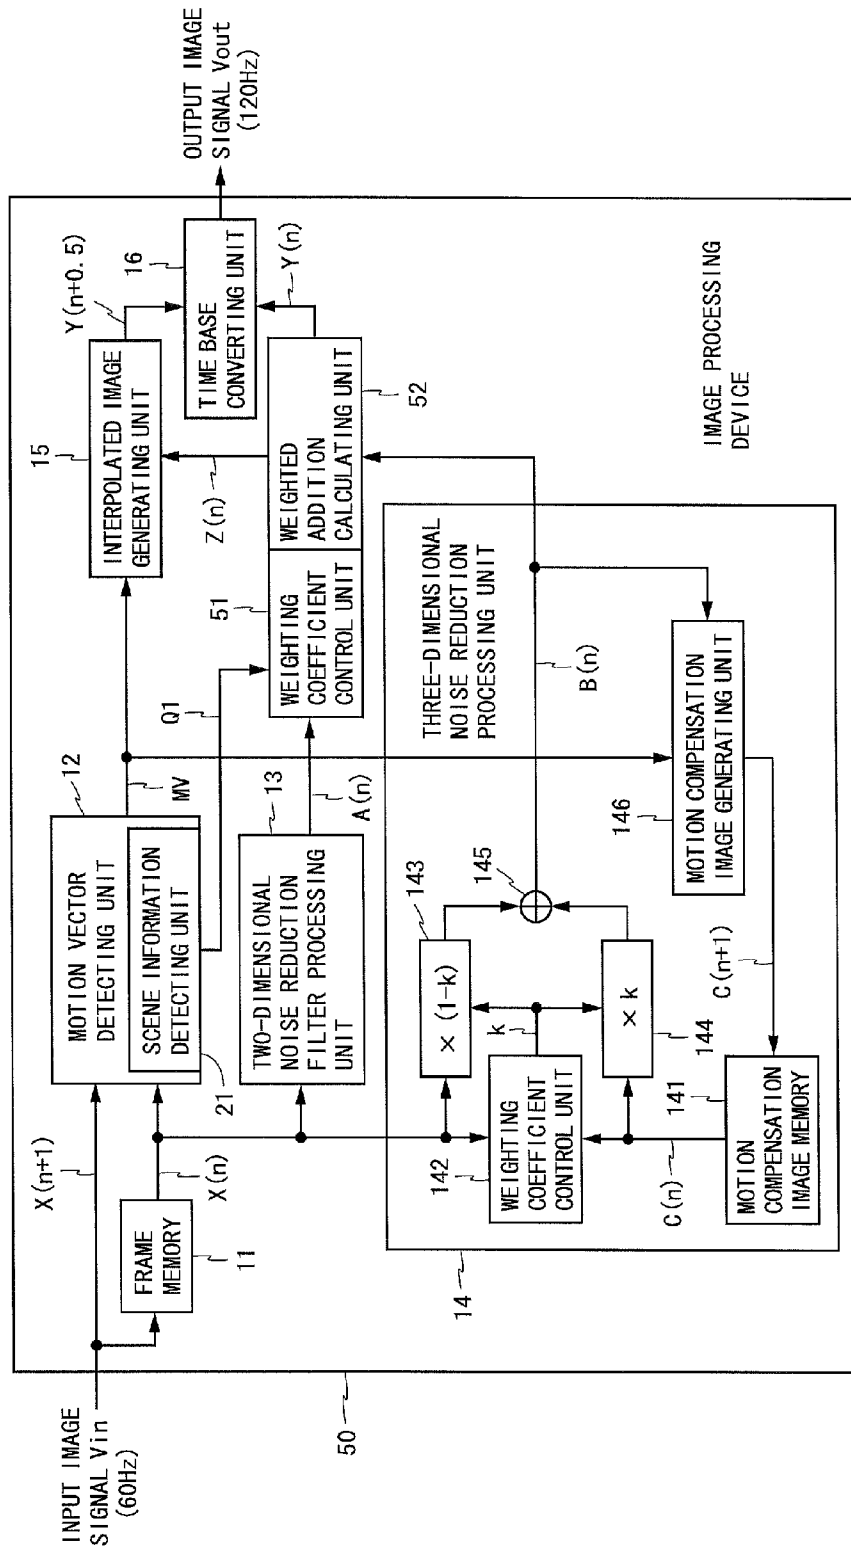 INPUT IMAGE
SIGNAL Vin
(60Hz)
X(n+1)
FRAME
MEMORY
11
X(n)
MOTION VECTOR
DETECTING UNIT
12
SCENE INFORMATION
DETECTING UNIT
21
MV
Q1
TWO-DIMENSIONAL
NOISE REDUCTION
FILTER PROCESSING
UNIT
13
A(n)
INTERPOLATED IMAGE
GENERATING UNIT
15
Y(n+0.5)
Z(n)
WEIGHTING
COEFFICIENT
CONTROL UNIT
51
WEIGHTED
ADDITION
CALCULATING UNIT
52
TIME BASE
CONVERTING UNIT
16
Y(n)
OUTPUT IMAGE
SIGNAL Vout
(120Hz)
THREE-DIMENSIONAL
NOISE REDUCTION
PROCESSING UNIT
14
WEIGHTING
COEFFICIENT
CONTROL UNIT
142
k
× (1-k)
143
× k
144
145
B(n)
MOTION
COMPENSATION
IMAGE MEMORY
141
C(n)
MOTION COMPENSATION
IMAGE GENERATING UNIT
146
C(n+1)
IMAGE PROCESSING
DEVICE
50